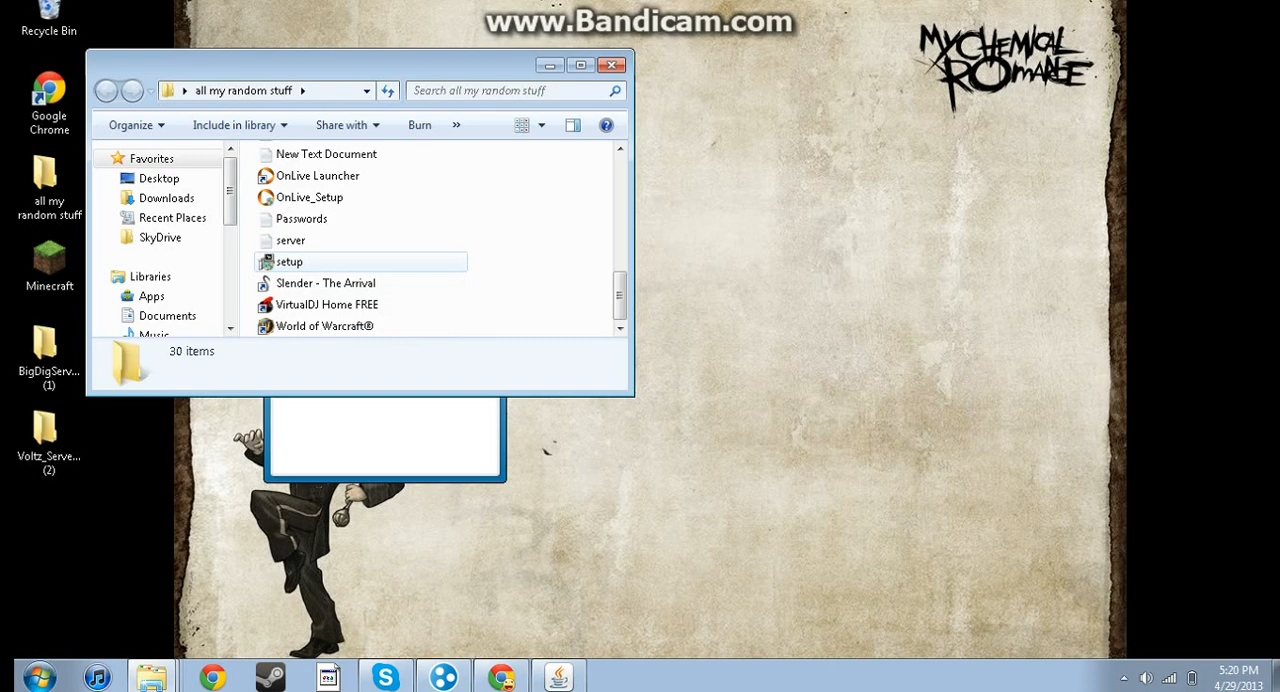 www.Bandicam.com
MY CHEMICAL
ROMANCE
Recycle Bin
Google
Chrome
all my
random stuff
Minecraft
BigDigServ...
(1)
Voltz_Serve...
(2)
all my random stuff
Search all my random stuff
Organize
Include in library
Share with
Burn
»
Favorites
Desktop
Downloads
Recent Places
SkyDrive
Libraries
Apps
Documents
Music
New Text Document
OnLive Launcher
OnLive_Setup
Passwords
server
setup
Slender - The Arrival
VirtualDJ Home FREE
World of Warcraft®
30 items
5:20 PM
4/29/2013